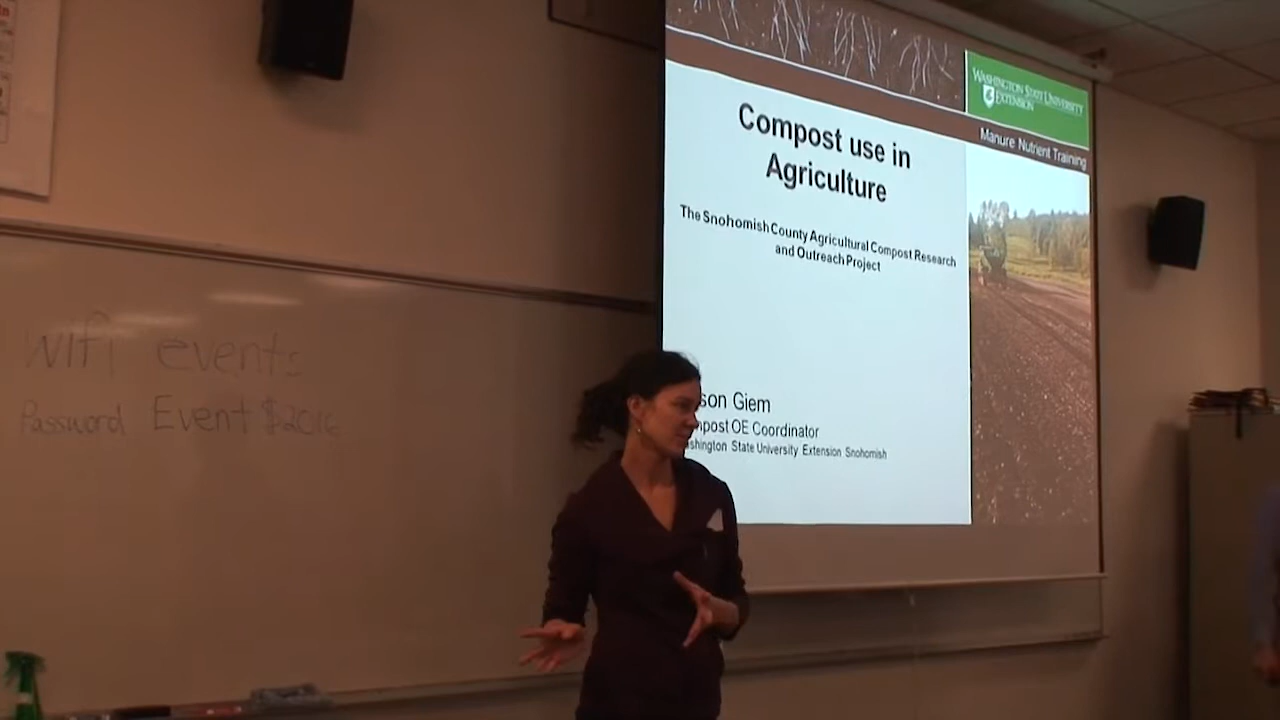 WASHINGTON STATE UNIVERSITY
EXTENSION
Manure Nutrient Training
Compost use in
Agriculture
The Snohomish County Agricultural Compost Research
and Outreach Project
son Giem
post OE Coordinator
ashington State University Extension Snohomish
Wifi events
Password Event$2016